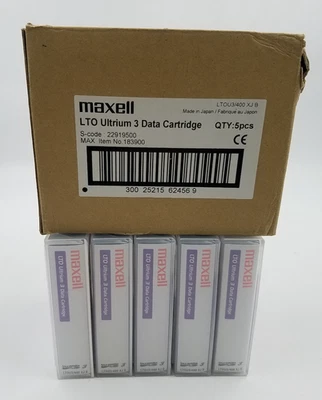 maxell
LTOU3/400 XJ B
Made in Japan / Fabriqué au Japon
LTO Ultrium 3 Data Cartridge QTY:5pcs
S-code 22919500
MAX Item No.183900
CE
300 25215 62456 9
maxell
LTO Ultrium 3 Data Cartridge
maxell
LTO Ultrium 3 Data Cartridge
maxell
LTO Ultrium 3 Data Cartridge
maxell
LTO Ultrium 3 Data Cartridge
maxell
LTO Ultrium 3 Data Cartridge